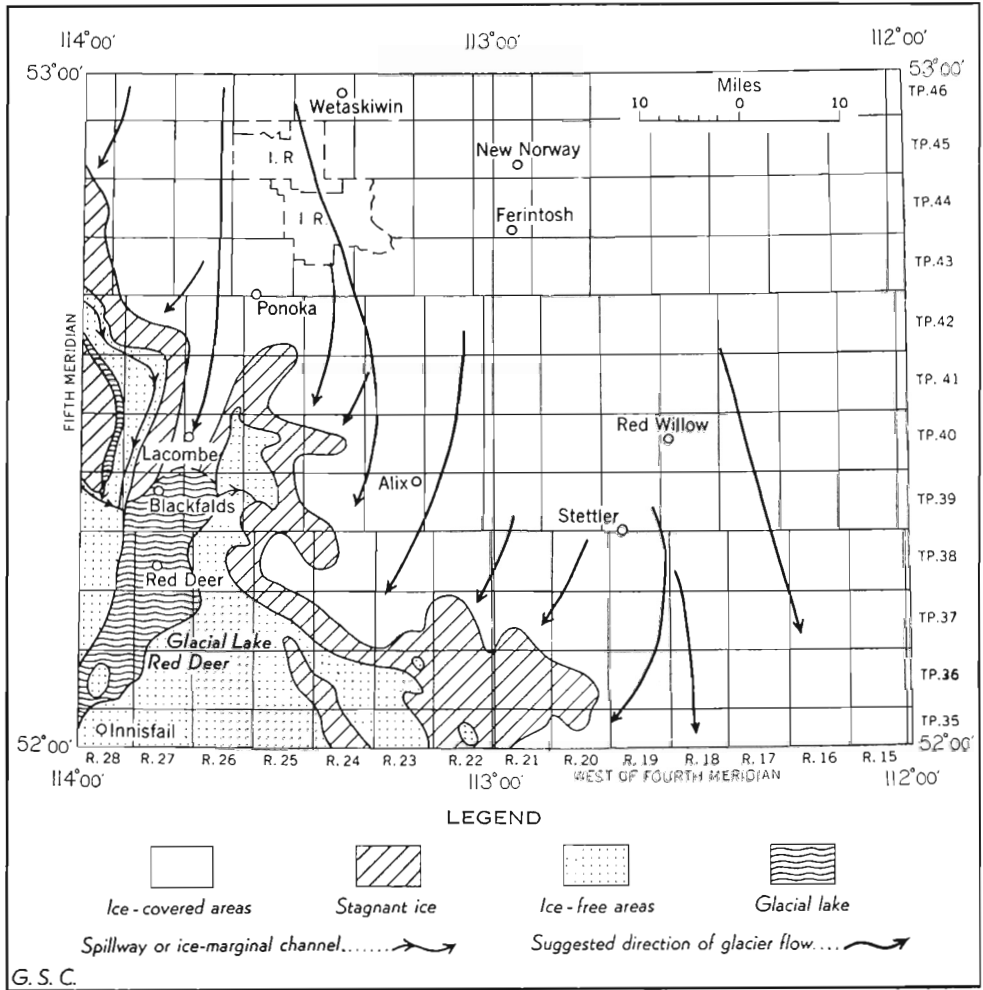 114°00' 113°00' 112°00'
53°00' 53°00'
Miles
10 0 10
TP.46
Wetaskiwin
TP.45
I. R
New Norway
TP.44
I R.
Ferintosh
TP.43
Ponoka
TP.42
FIFTH MERIDIAN
TP. 41
Red Willow
TP.40
Lacombe
Alix
TP.39
Blackfalds
Stettler
TP.38
Red Deer
TP.37
Glacial Lake
Red Deer
TP.36
TP.35
Innisfail
52°00' 52°00'
R. 28 R. 27 R. 26 R. 25 R. 24 R. 23 R. 22 R. 21 R. 20 R. 19 R. 18 R. 17 R. 16 R. 15
114°00' 113°00' WEST OF FOURTH MERIDIAN 112°00'
LEGEND
Ice-covered areas Stagnant ice Ice-free areas Glacial lake
Spillway or ice-marginal channel....... Suggested direction of glacier flow....
G. S. C.